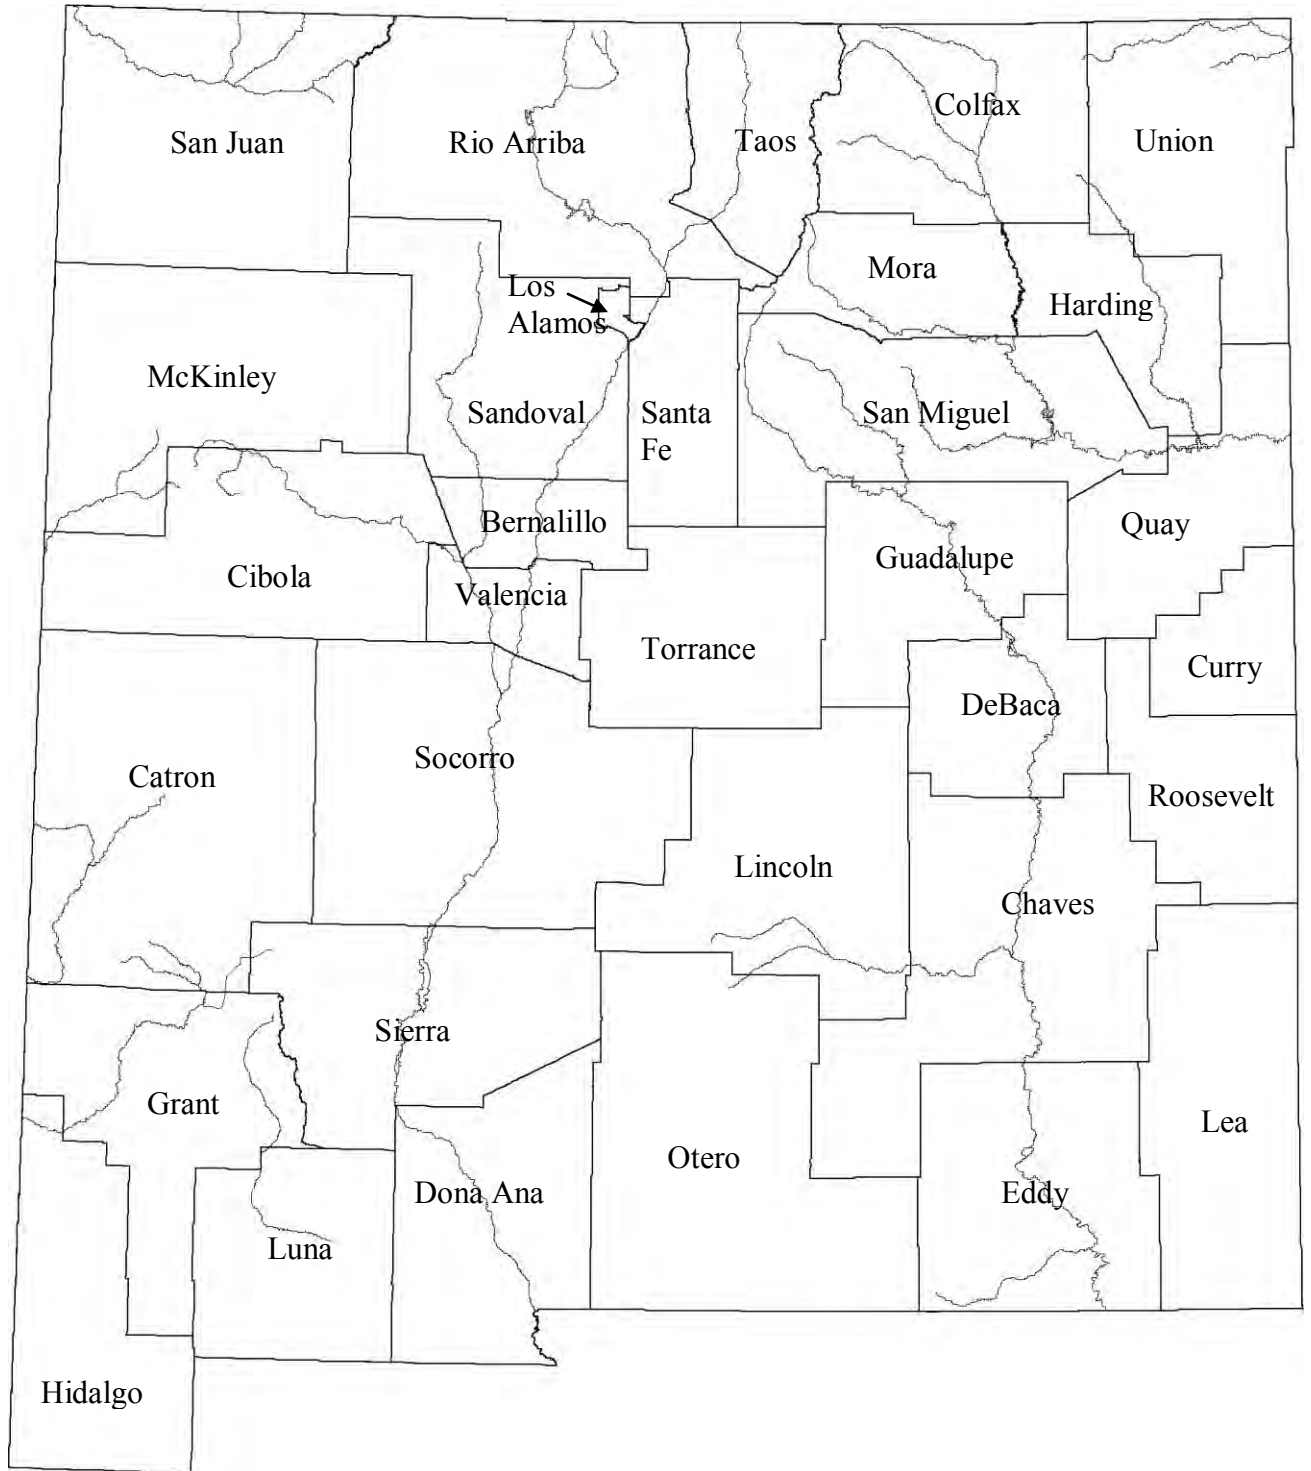 Colfax
San Juan
Rio Arriba
Taos
Union
Mora
Los
Alamos
Harding
McKinley
Sandoval
Santa
Fe
San Miguel
Bernalillo
Quay
Guadalupe
Cibola
Valencia
Torrance
Curry
DeBaca
Socorro
Catron
Roosevelt
Lincoln
Chaves
Sierra
Grant
Lea
Otero
Dona Ana
Eddy
Luna
Hidalgo